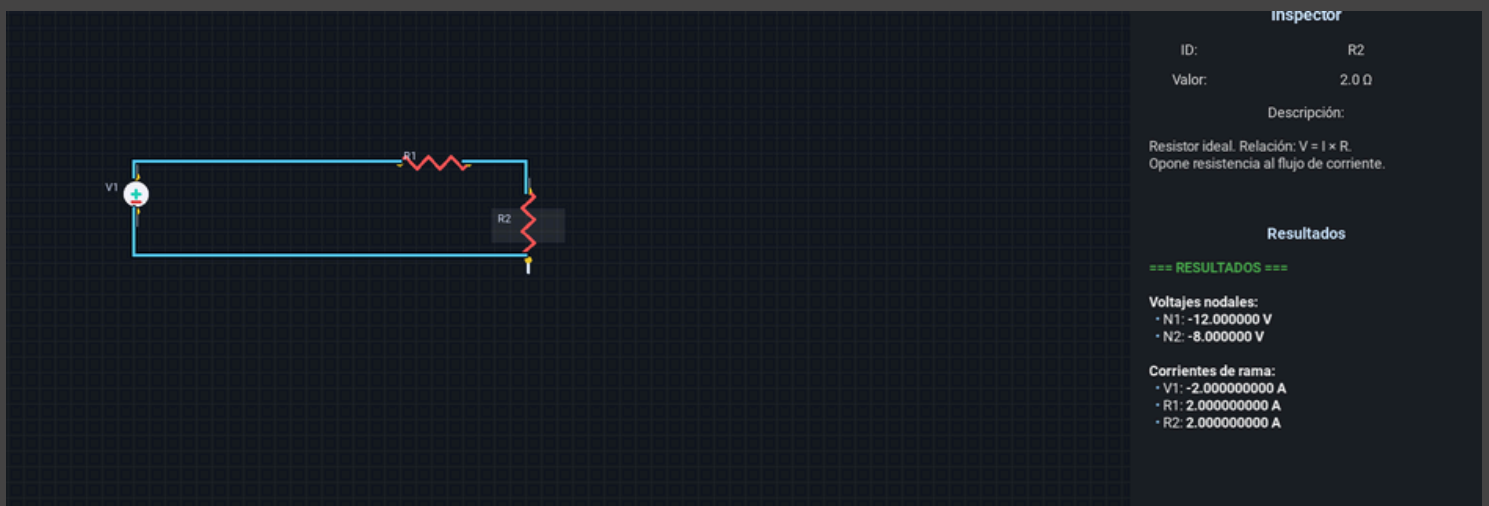 Inspector
ID: R2
Valor: 2.0 Ω
Descripción:
Resistor ideal. Relación: V = I × R.
Opone resistencia al flujo de corriente.
Resultados
=== RESULTADOS ===
Voltajes nodales:
• N1: -12.000000 V
• N2: -8.000000 V
Corrientes de rama:
• V1: -2.000000000 A
• R1: 2.000000000 A
• R2: 2.000000000 A
R1
V1
R2